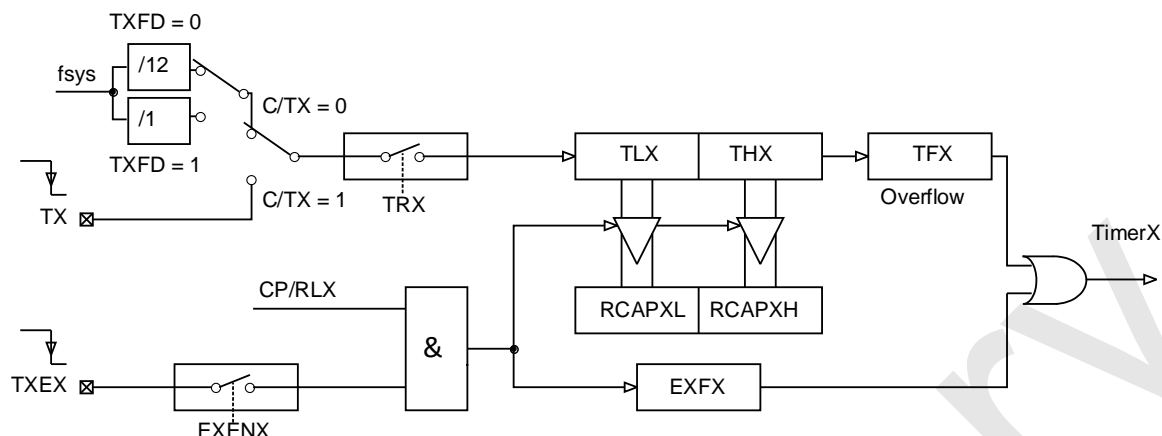 TXFD = 0
/12
fsys
C/TX = 0
/1
TXFD = 1
C/TX = 1
TX
TRX
TLX
THX
TFX
Overflow
TimerX
CP/RLX
&
RCAPXL
RCAPXH
TXEX
EXENX
EXFX